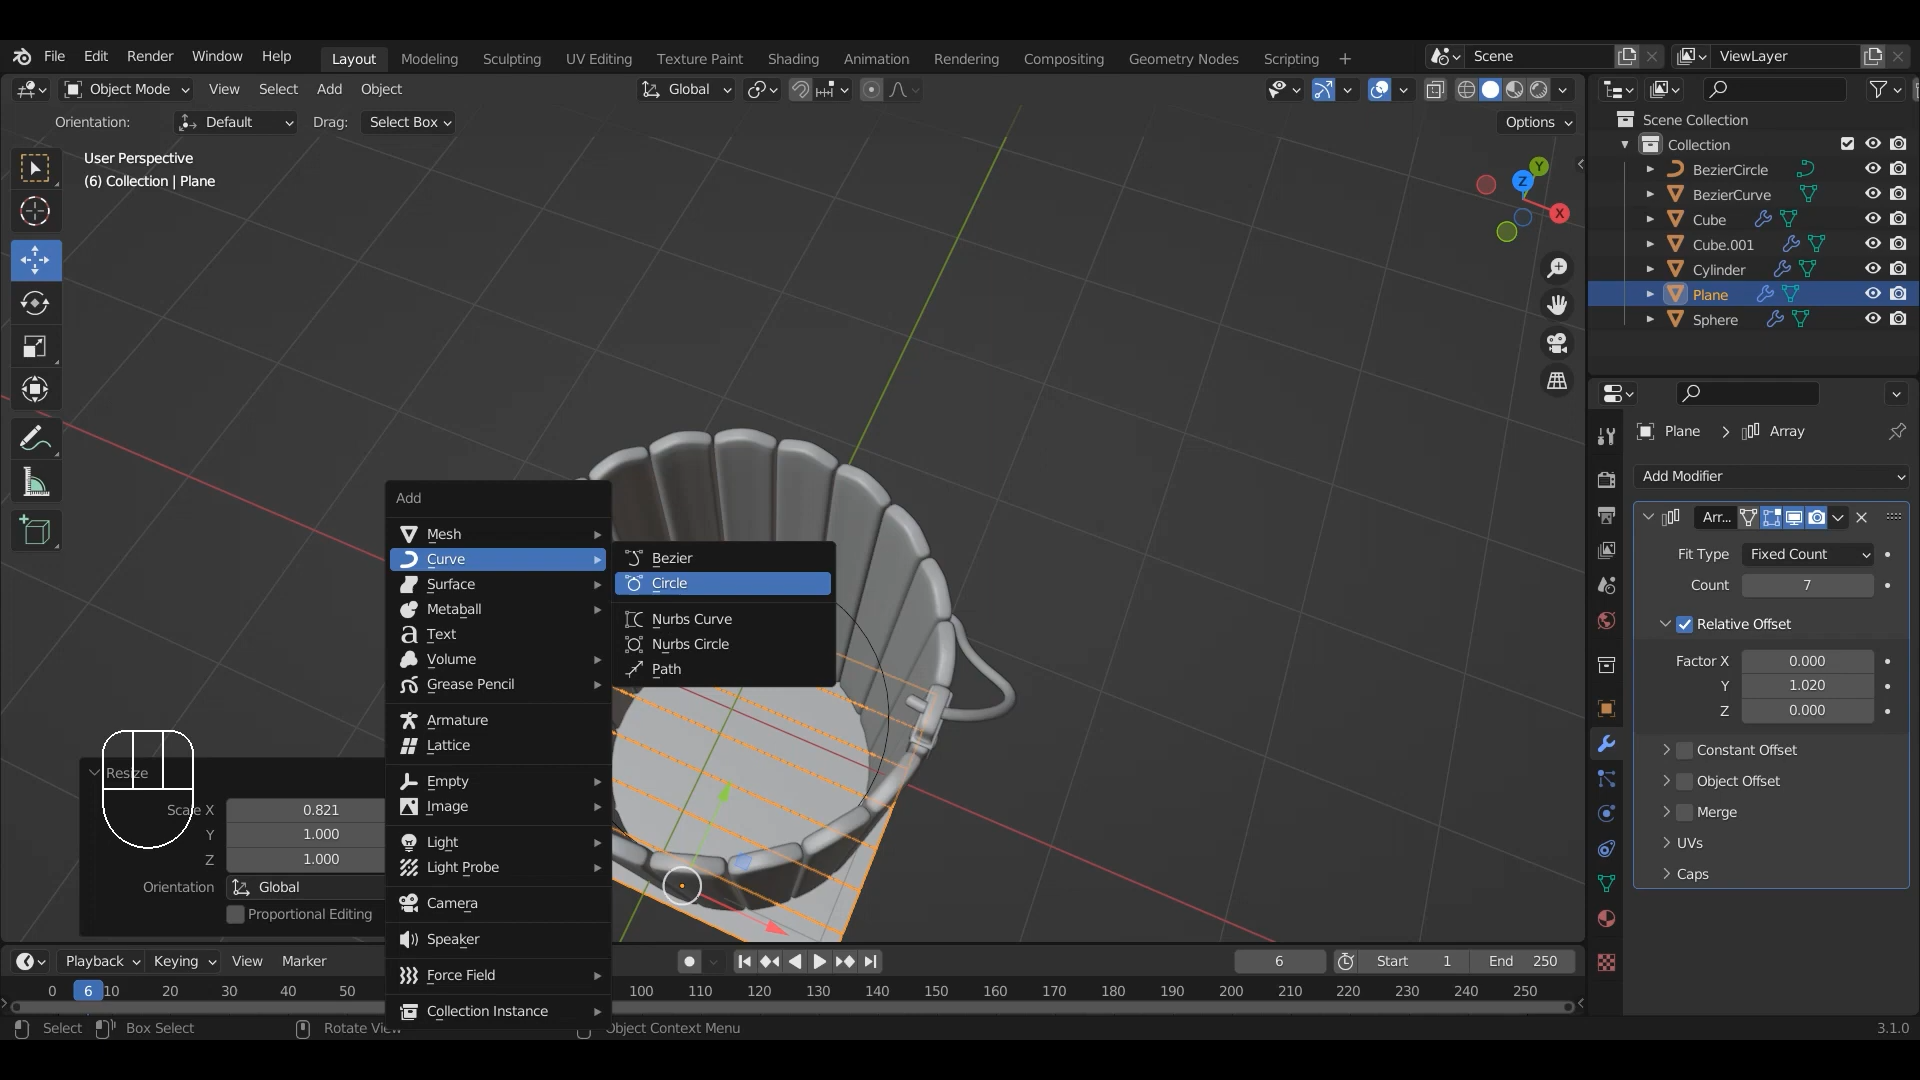 File Edit Render Window Help Layout Modeling Sculpting UV Editing Texture Paint Shading Animation Rendering Compositing Geometry Nodes Scripting + Scene ViewLayer
Object Mode View Select Add Object Global
Orientation: Default Drag: Select Box Options
User Perspective
(6) Collection | Plane
Y
Z
X
Scene Collection
Collection
BezierCircle
BezierCurve
Cube
Cube.001
Cylinder
Plane
Sphere
Plane > Array
Add Modifier
Arr...
Fit Type Fixed Count
Count 7
Relative Offset
Factor X 0.000
Y 1.020
Z 0.000
Constant Offset
Object Offset
Merge
UVs
Caps
Add
Mesh
Curve
Surface
Metaball
Text
Volume
Grease Pencil
Armature
Lattice
Empty
Image
Light
Light Probe
Camera
Speaker
Force Field
Collection Instance
Bezier
Circle
Nurbs Curve
Nurbs Circle
Path
Resize
Scale X 0.821
Y 1.000
Z 1.000
Orientation Global
Proportional Editing
Playback Keying View Marker 6 Start 1 End 250
0 6 10 20 30 40 50 100 110 120 130 140 150 160 170 180 190 200 210 220 230 240 250
Select Box Select Rotate View Object Context Menu 3.1.0